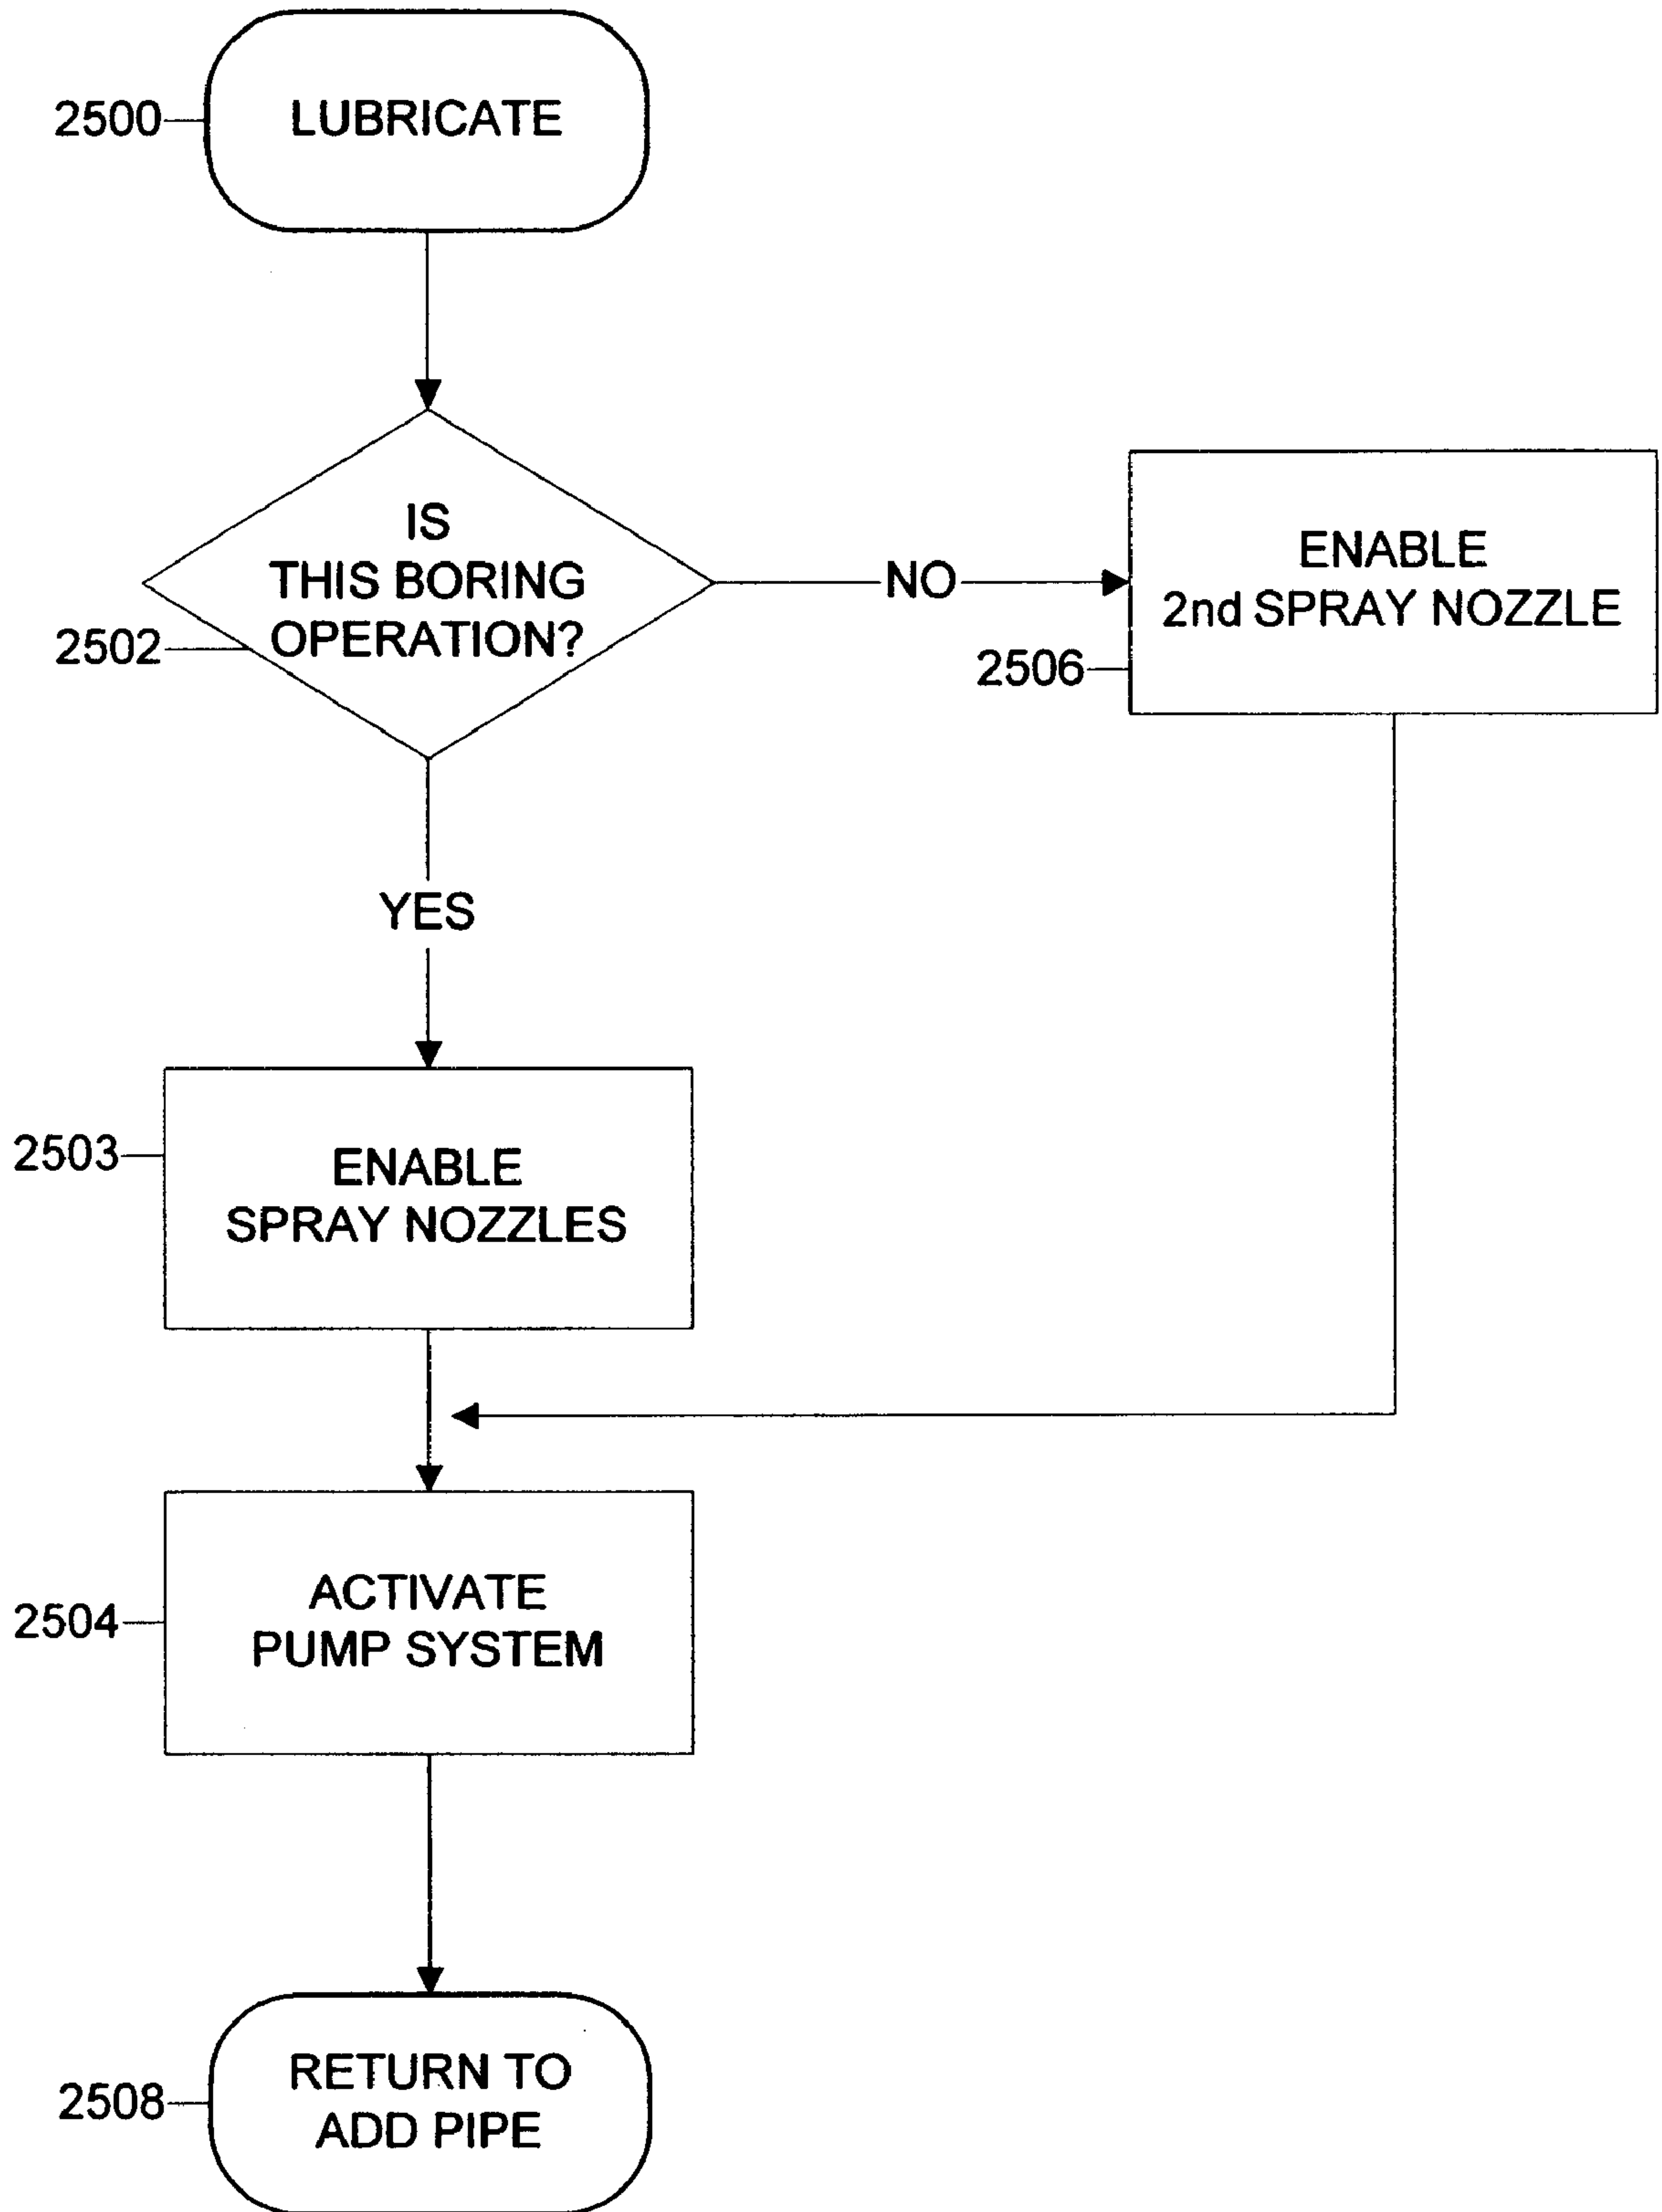 2500
LUBRICATE
IS
THIS BORING
OPERATION?
2502
NO
ENABLE
2nd SPRAY NOZZLE
2506
YES
2503
ENABLE
SPRAY NOZZLES
2504
ACTIVATE
PUMP SYSTEM
2508
RETURN TO
ADD PIPE